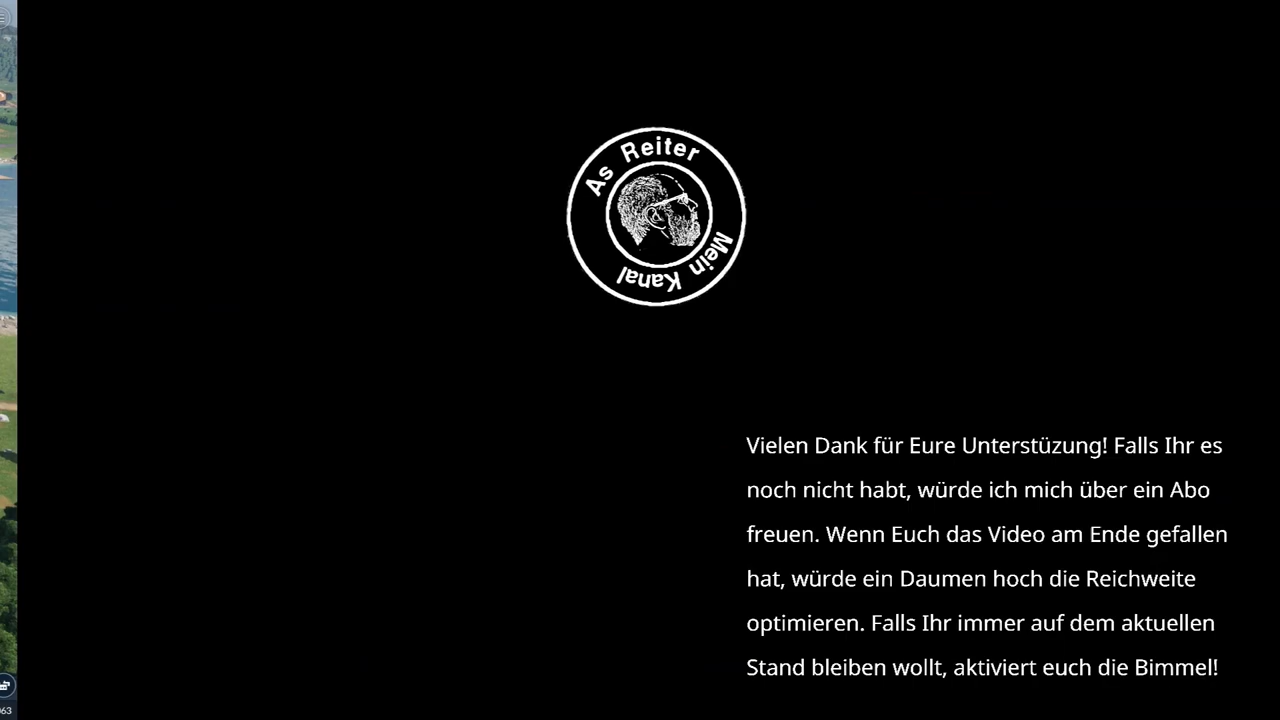 As Reiter
Mein Kanal
Vielen Dank für Eure Unterstüzung! Falls Ihr es
noch nicht habt, würde ich mich über ein Abo
freuen. Wenn Euch das Video am Ende gefallen
hat, würde ein Daumen hoch die Reichweite
optimieren. Falls Ihr immer auf dem aktuellen
Stand bleiben wollt, aktiviert euch die Bimmel!
063